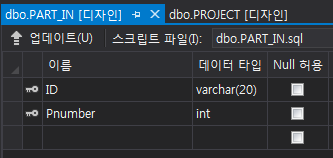 dbo.PART_IN [디자인] dbo.PROJECT [디자인]
업데이트(U) 스크립트 파일(I): dbo.PART_IN.sql
이름 데이터 타입 Null 허용
ID varchar(20)
Pnumber int